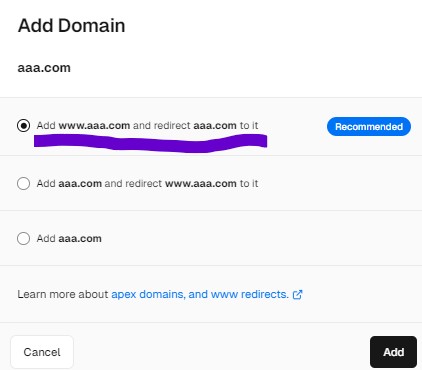 Add Domain
aaa.com
Add www.aaa.com and redirect aaa.com to it
Recommended
Add aaa.com and redirect www.aaa.com to it
Add aaa.com
Learn more about apex domains, and www redirects.
Cancel
Add